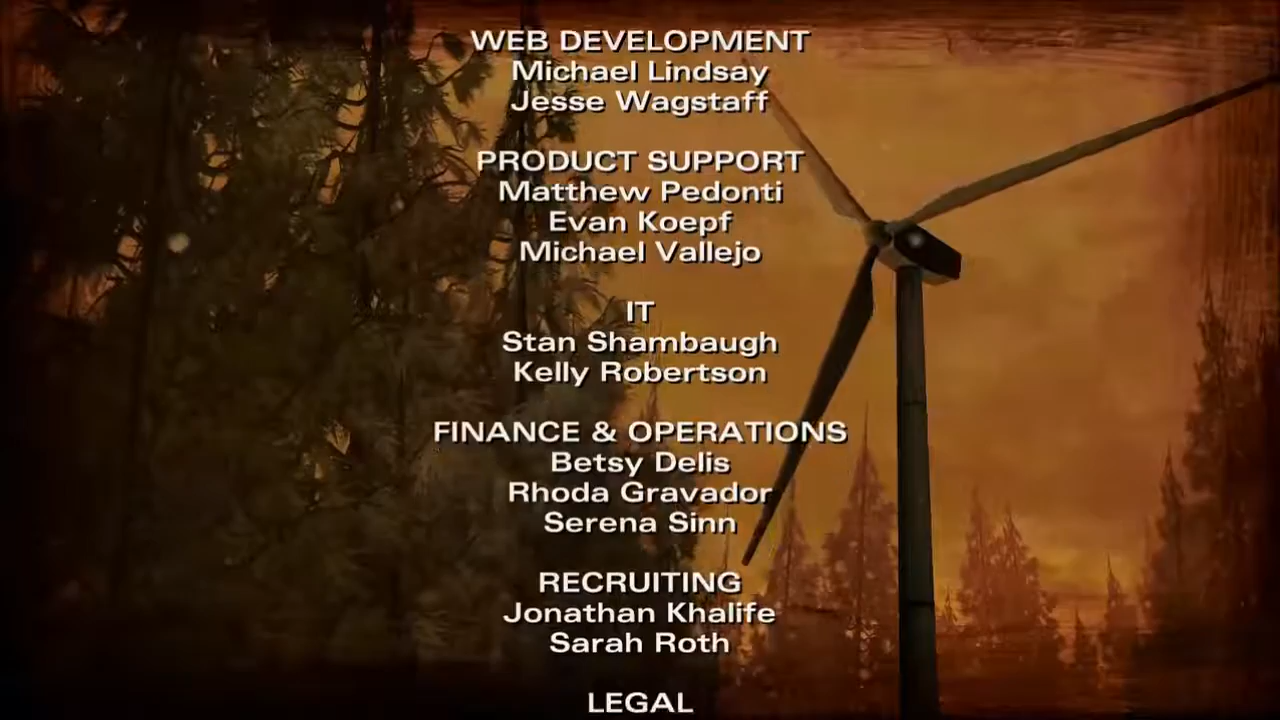 WEB DEVELOPMENT
Michael Lindsay
Jesse Wagstaff
PRODUCT SUPPORT
Matthew Pedonti
Evan Koepf
Michael Vallejo
IT
Stan Shambaugh
Kelly Robertson
FINANCE & OPERATIONS
Betsy Delis
Rhoda Gravador
Serena Sinn
RECRUITING
Jonathan Khalife
Sarah Roth
LEGAL